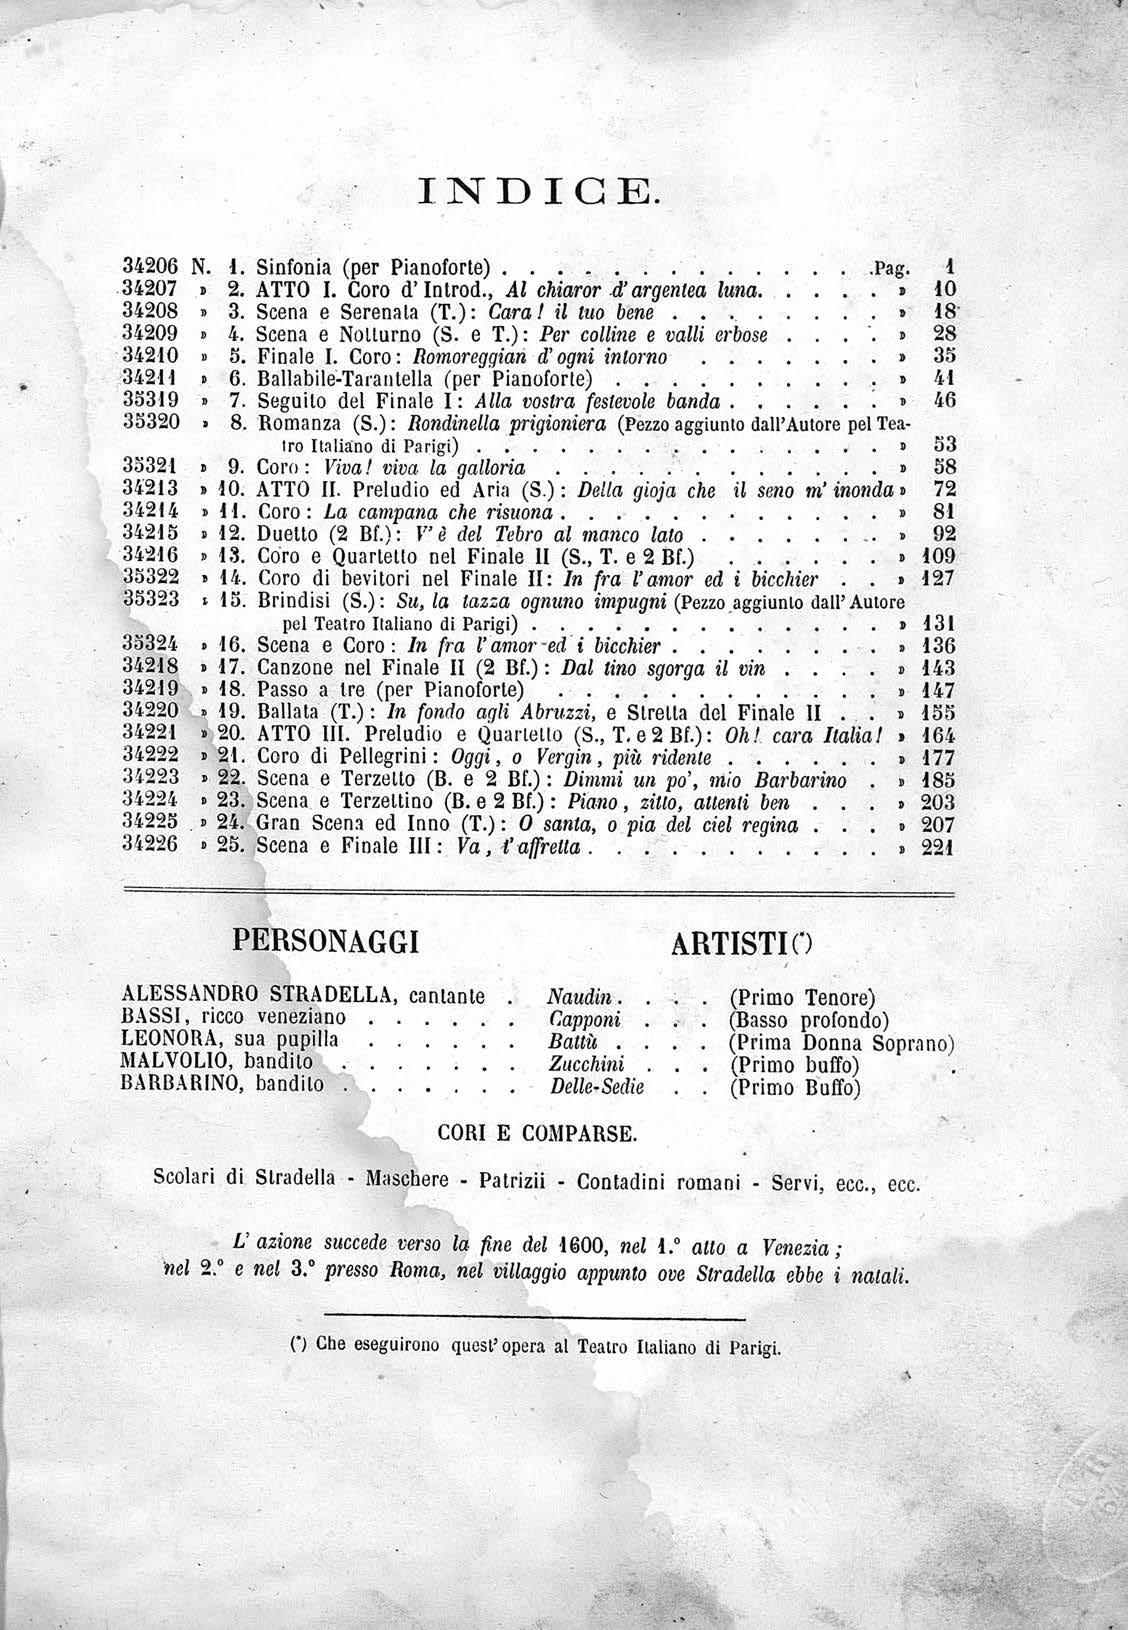 INDICE.
34206 N. 1. Sinfonia (per Pianoforte) . . . . . . . . . . . . . .Pag. 1
34207 » 2. ATTO I. Coro d' Introd., Al chiaror d' argentea luna. . . . . . » 10
34208 » 3. Scena e Serenata (T.): Cara! il tuo bene . . . . . . . . » 18
34209 » 4. Scena e Notturno (S. e T.): Per colline e valli erbose . . . . » 28
34210 » 5. Finale I. Coro: Romoreggian d' ogni intorno . . . . . . . » 35
34211 » 6. Ballabile-Tarantella (per Pianoforte) . . . . . . . . . . » 41
35319 » 7. Seguito del Finale I: Alla vostra festevole banda . . . . . . » 46
35320 » 8. Romanza (S.): Rondinella prigioniera (Pezzo aggiunto dall'Autore pel Tea-
tro Italiano di Parigi) . . . . . . . . . . . . . . . » 53
35321 » 9. Coro: Viva! viva la galloria . . . . . . . . . . . . » 58
34213 » 10. ATTO II. Preludio ed Aria (S.): Della gioja che il seno m' inonda » 72
34214 » 11. Coro: La campana che risuona . . . . . . . . . . . . » 81
34215 » 12. Duetto (2 Bf.): V' è del Tebro al manco lato . . . . . . . » 92
34216 » 13. Coro e Quartetto nel Finale II (S., T. e 2 Bf.) . . . . . . » 109
35322 » 14. Coro di bevitori nel Finale II: In fra l' amor ed i bicchier . . » 127
35323 » 15. Brindisi (S.): Su, la tazza ognuno impugni (Pezzo aggiunto dall' Autore
pel Teatro Italiano di Parigi) . . . . . . . . . . . . . » 131
35324 » 16. Scena e Coro: In fra l' amor ed i bicchier . . . . . . . . » 136
34218 » 17. Canzone nel Finale II (2 Bf.): Dal tino sgorga il vin . . . . » 143
34219 » 18. Passo a tre (per Pianoforte) . . . . . . . . . . . . » 147
34220 » 19. Ballata (T.): In fondo agli Abruzzi, e Stretta del Finale II . . » 155
34221 » 20. ATTO III. Preludio e Quartetto (S., T. e 2 Bf.): Oh! cara Italia! » 164
34222 » 21. Coro di Pellegrini: Oggi, o Vergin, più ridente . . . . . . » 177
34223 » 22. Scena e Terzetto (B. e 2 Bf.): Dimmi un po', mio Barbarino . » 185
34224 » 23. Scena e Terzettino (B. e 2 Bf.): Piano, zitto, attenti ben . . . » 203
34225 » 24. Gran Scena ed Inno (T.): O santa, o pia del ciel regina . . . » 207
34226 » 25. Scena e Finale III: Va, t' affretta . . . . . . . . . . . » 221
PERSONAGGI ARTISTI (*)
ALESSANDRO STRADELLA, cantante . Naudin . . . . (Primo Tenore)
BASSI, ricco veneziano . . . . . . Capponi . . . (Basso profondo)
LEONORA, sua pupilla . . . . . . Battù . . . . (Prima Donna Soprano)
MALVOLIO, bandito . . . . . . . Zucchini . . . (Primo buffo)
BARBARINO, bandito . . . . . . . Delle-Sedie . . (Primo Buffo)
CORI E COMPARSE.
Scolari di Stradella - Maschere - Patrizii - Contadini romani - Servi, ecc., ecc.
L' azione succede verso la fine del 1600, nel 1.° atto a Venezia;
nel 2.° e nel 3.° presso Roma, nel villaggio appunto ove Stradella ebbe i natali.
(*) Che eseguirono quest' opera al Teatro Italiano di Parigi.